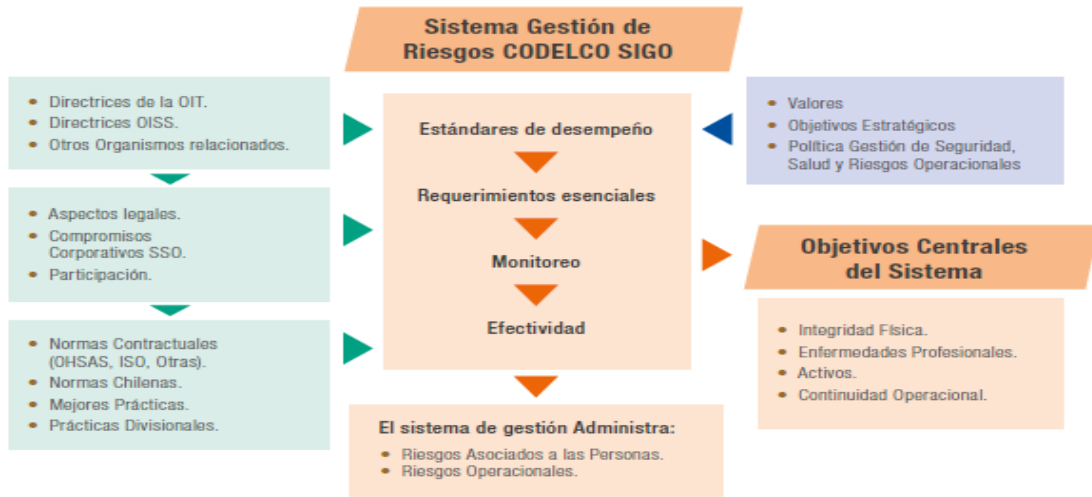 Sistema Gestión de
Riesgos CODELCO SIGO
• Directrices de la OIT.
• Directrices OISS.
• Otros Organismos relacionados.
• Aspectos legales.
• Compromisos
Corporativos SSO.
• Participación.
• Normas Contractuales
(OHSAS, ISO, Otras).
• Normas Chilenas.
• Mejores Prácticas.
• Prácticas Divisionales.
Estándares de desempeño
Requerimientos esenciales
Monitoreo
Efectividad
El sistema de gestión Administra:
• Riesgos Asociados a las Personas.
• Riesgos Operacionales.
• Valores
• Objetivos Estratégicos
• Política Gestión de Seguridad,
Salud y Riesgos Operacionales
Objetivos Centrales
del Sistema
• Integridad Física.
• Enfermedades Profesionales.
• Activos.
• Continuidad Operacional.